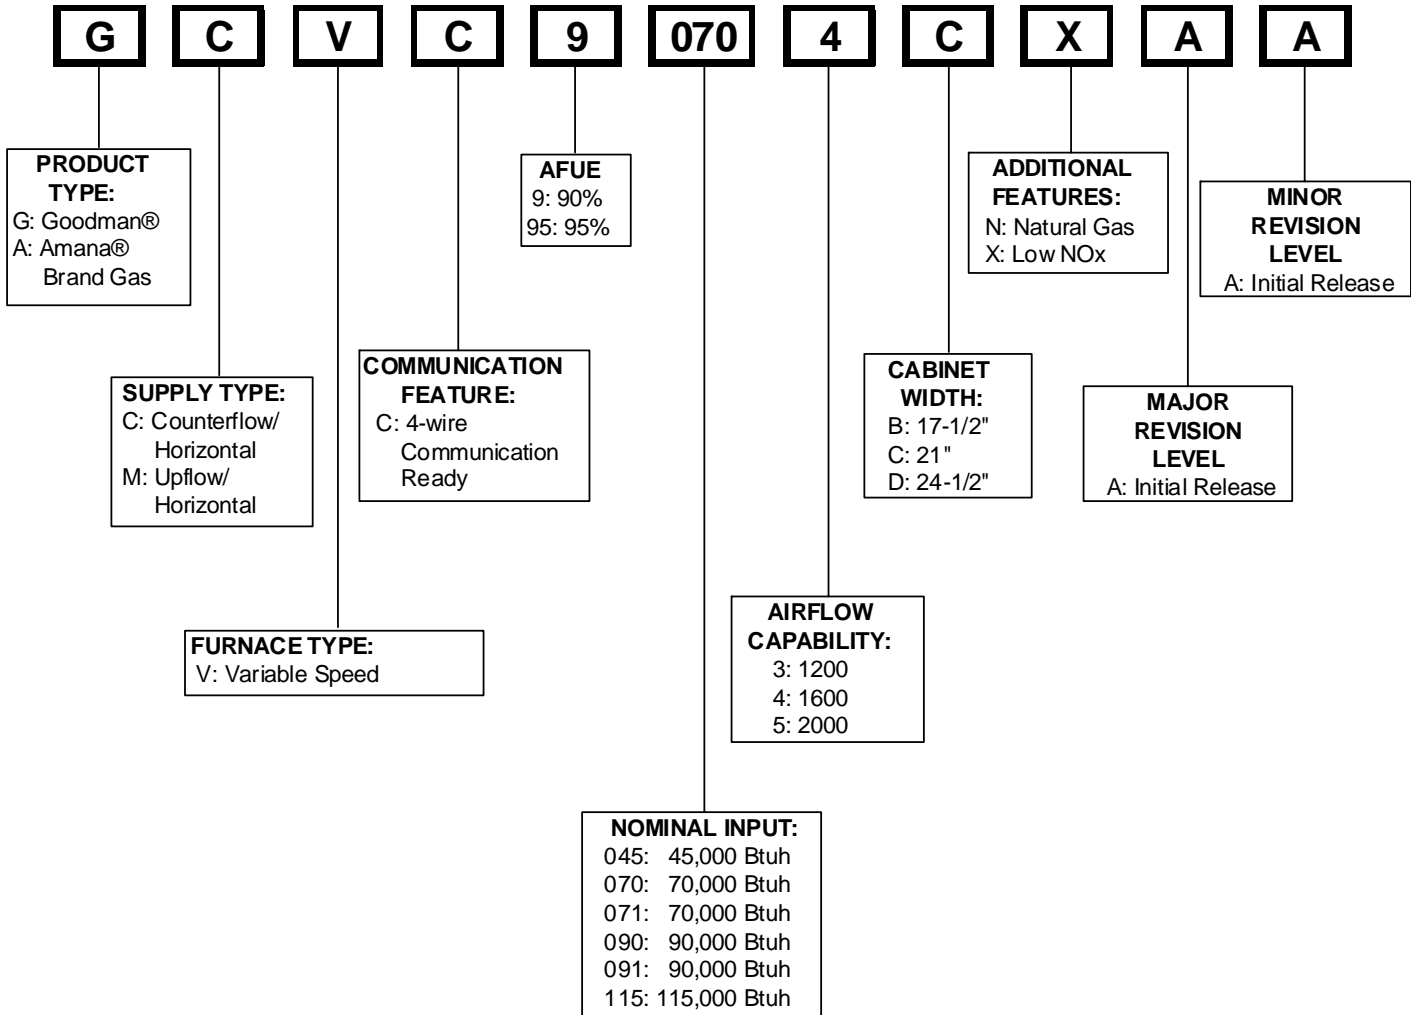 G C V C 9 070 4 C X A A
PRODUCT
TYPE:
G: Goodman®
A: Amana®
Brand Gas
SUPPLY TYPE:
C: Counterflow/
Horizontal
M: Upflow/
Horizontal
FURNACE TYPE:
V: Variable Speed
COMMUNICATION
FEATURE:
C: 4-wire
Communication
Ready
AFUE
9: 90%
95: 95%
NOMINAL INPUT:
045: 45,000 Btuh
070: 70,000 Btuh
071: 70,000 Btuh
090: 90,000 Btuh
091: 90,000 Btuh
115: 115,000 Btuh
AIRFLOW
CAPABILITY:
3: 1200
4: 1600
5: 2000
CABINET
WIDTH:
B: 17-1/2"
C: 21"
D: 24-1/2"
ADDITIONAL
FEATURES:
N: Natural Gas
X: Low NOx
MAJOR
REVISION
LEVEL
A: Initial Release
MINOR
REVISION
LEVEL
A: Initial Release